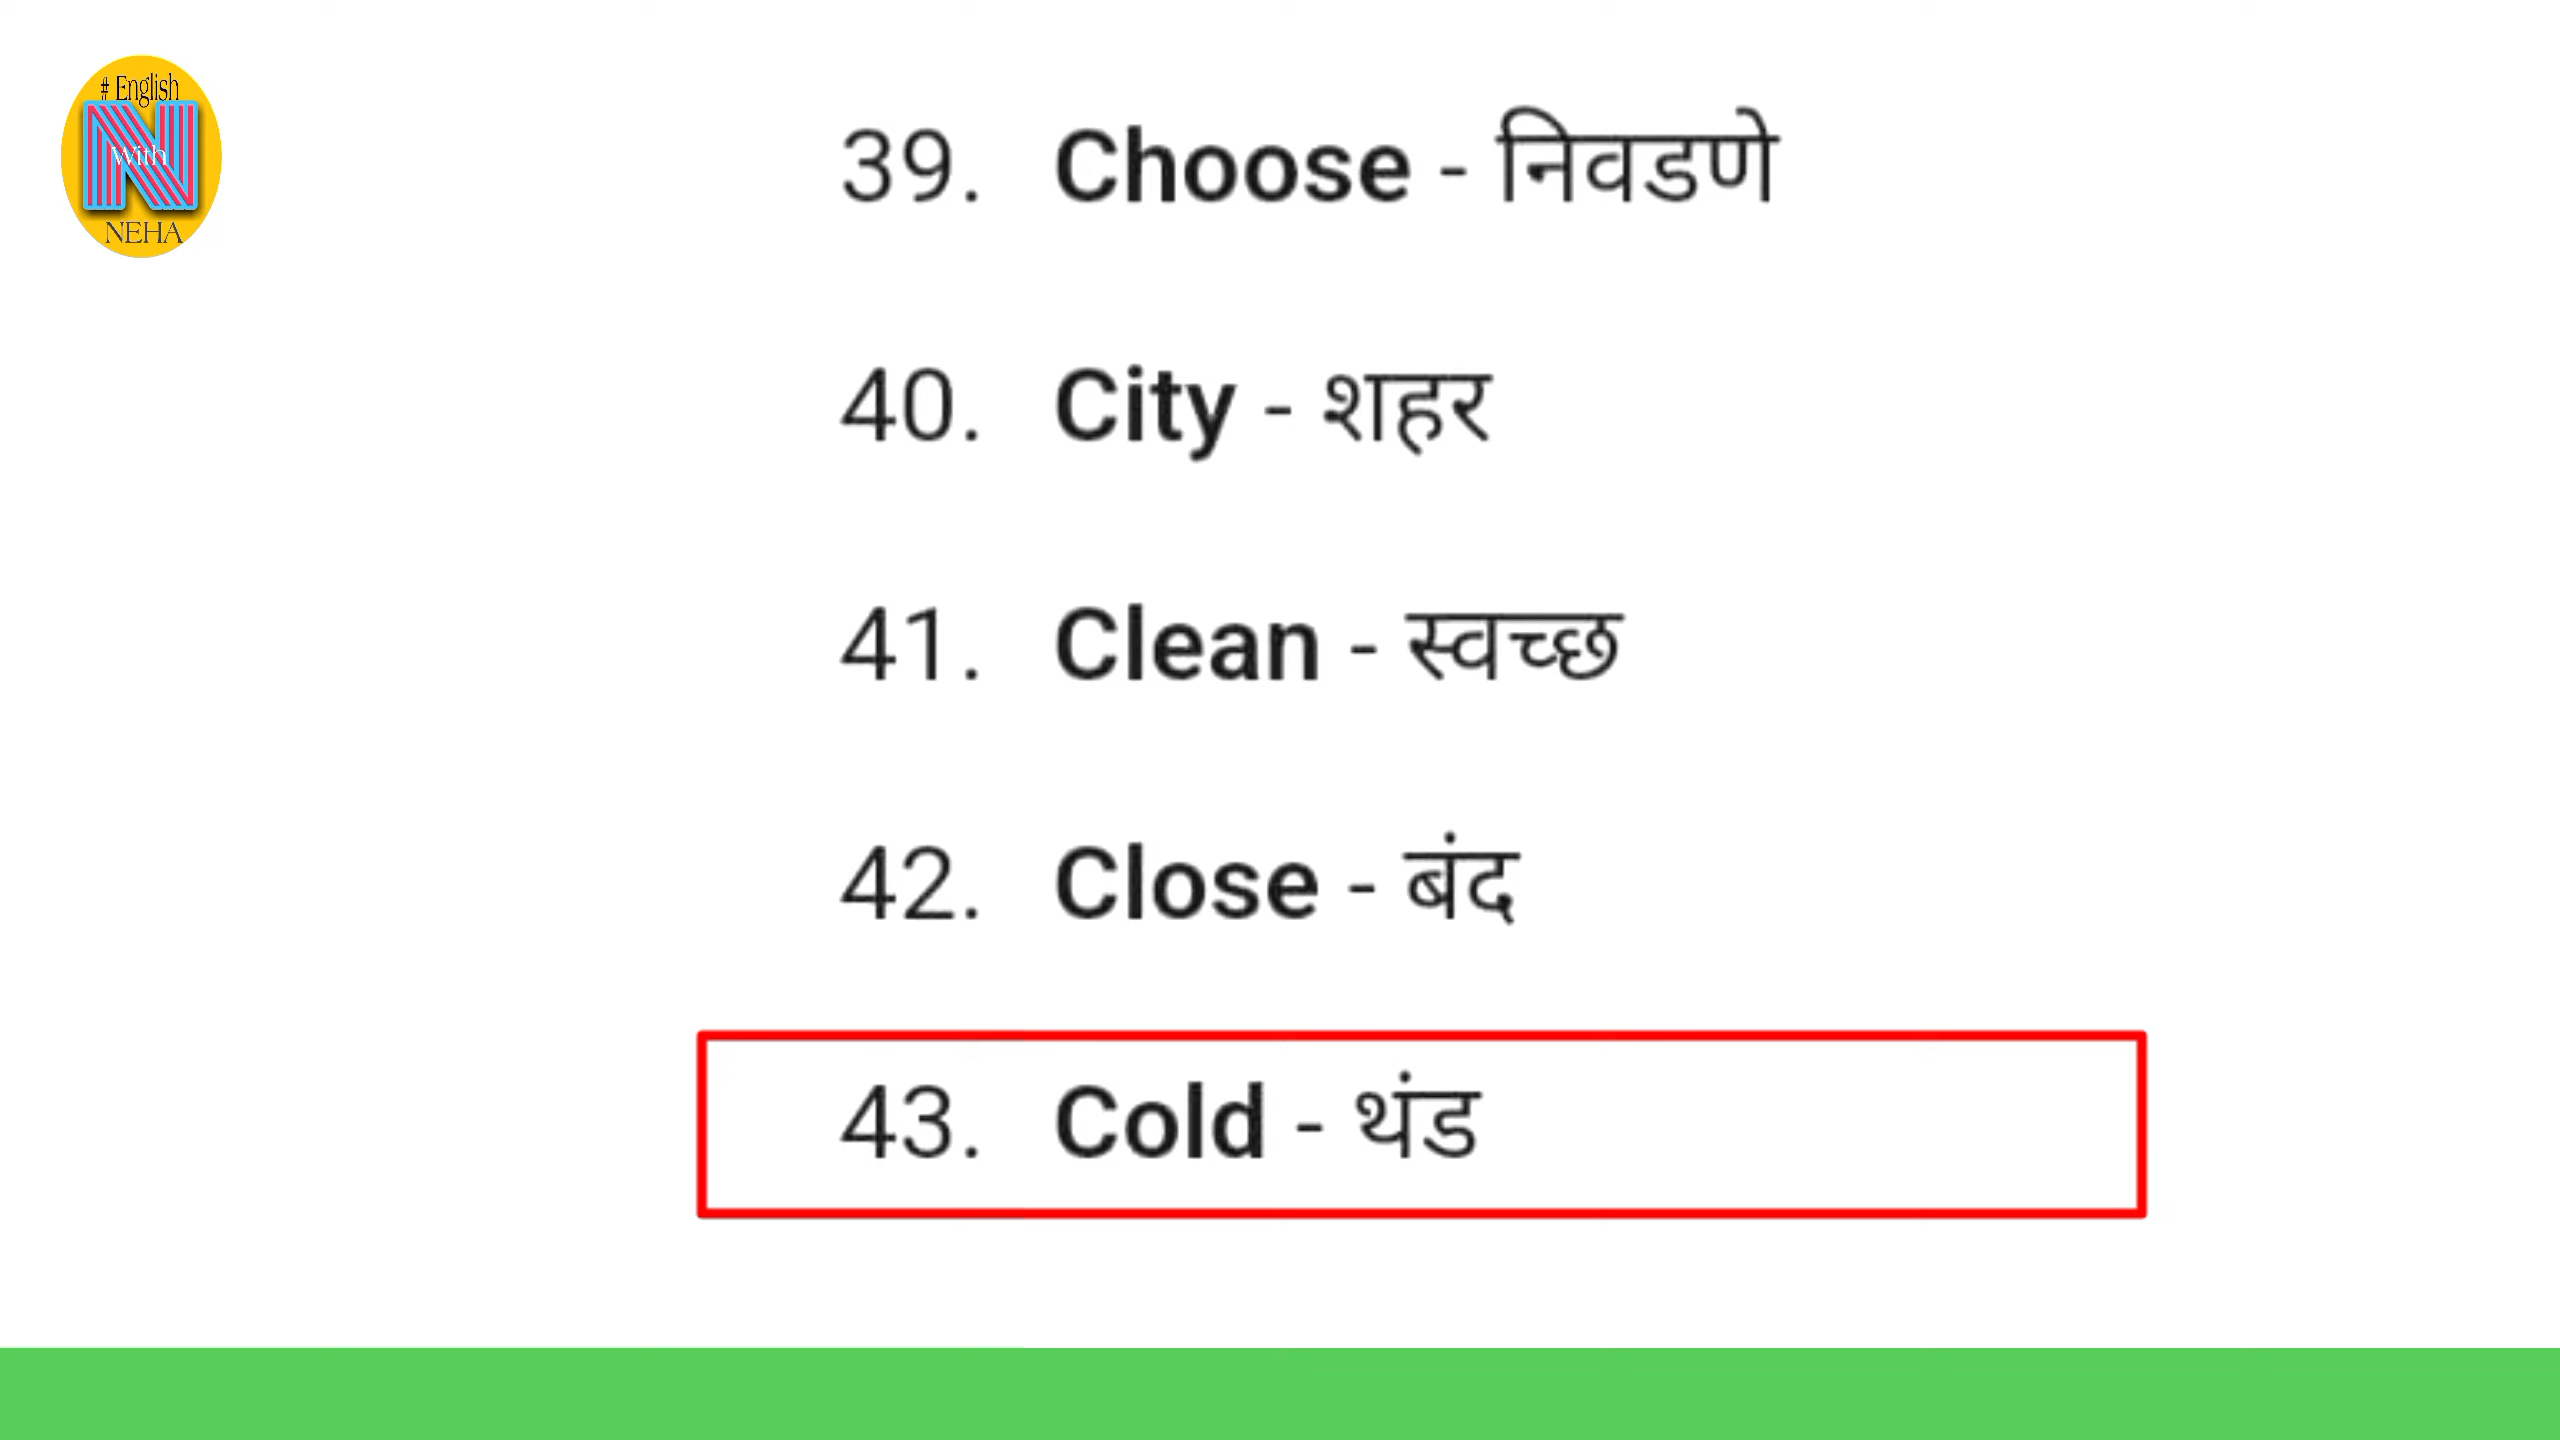 # English
With
NEHA
39. Choose - निवडणे
40. City - शहर
41. Clean - स्वच्छ
42. Close - बंद
43. Cold - थंड